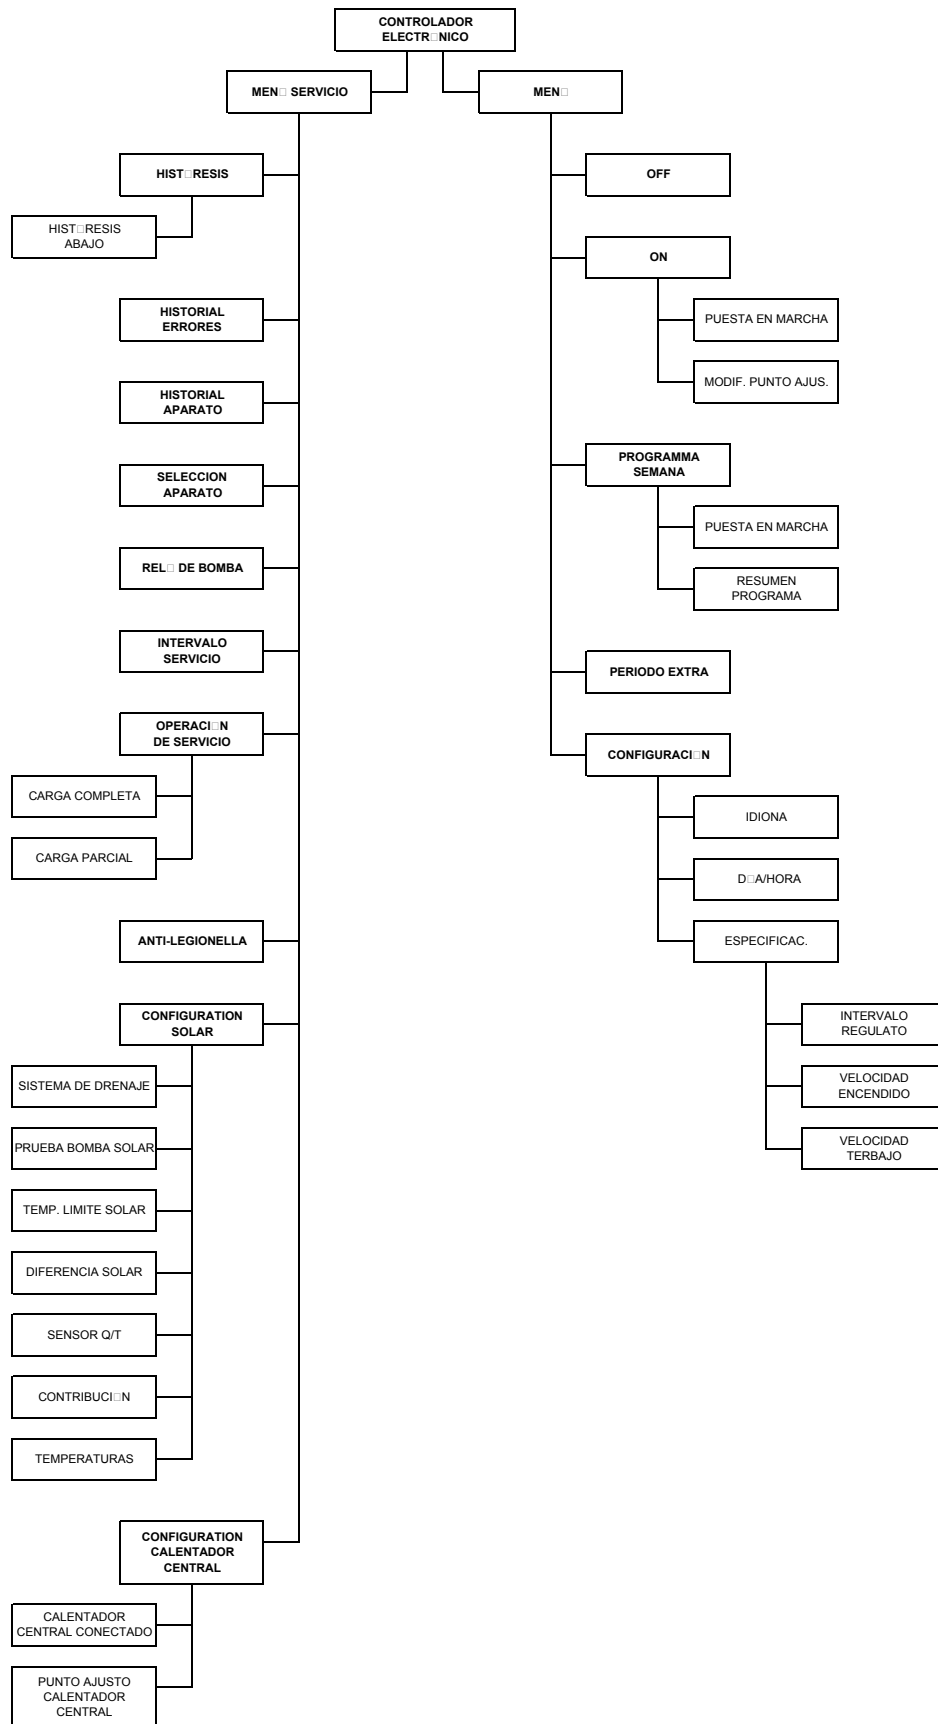 CONTROLADOR
ELECTR□NICO
MEN□ SERVICIO
MEN□
HIST□RESIS
OFF
HIST□RESIS
ABAJO
ON
HISTORIAL
ERRORES
PUESTA EN MARCHA
MODIF. PUNTO AJUS.
HISTORIAL
APARATO
PROGRAMMA
SEMANA
SELECCION
APARATO
PUESTA EN MARCHA
REL□ DE BOMBA
RESUMEN
PROGRAMA
INTERVALO
SERVICIO
PERIODO EXTRA
OPERACI□N
DE SERVICIO
CONFIGURACI□N
CARGA COMPLETA
IDIONA
CARGA PARCIAL
D□A/HORA
ANTI-LEGIONELLA
ESPECIFICAC.
CONFIGURATION
SOLAR
INTERVALO
REGULATO
SISTEMA DE DRENAJE
VELOCIDAD
ENCENDIDO
PRUEBA BOMBA SOLAR
VELOCIDAD
TERBAJO
TEMP. LIMITE SOLAR
DIFERENCIA SOLAR
SENSOR Q/T
CONTRIBUCI□N
TEMPERATURAS
CONFIGURATION
CALENTADOR
CENTRAL
CALENTADOR
CENTRAL CONECTADO
PUNTO AJUSTO
CALENTADOR
CENTRAL